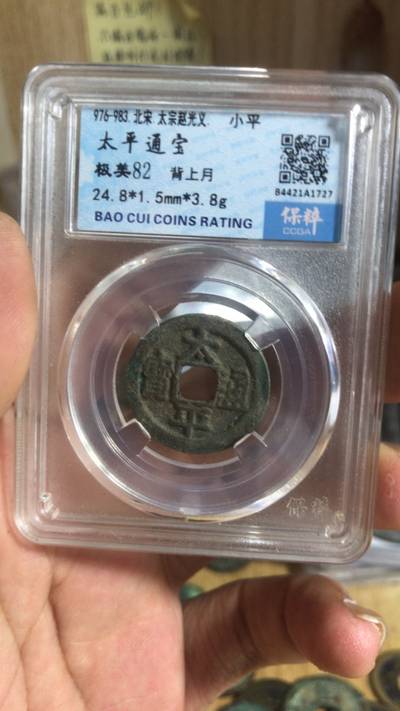 976-983. 北宋 太宗赵光义 小平
太平通宝
极美82 背上月
24.8*1.5mm*3.8g
BAO CUI COINS RATING
B4421A1727
保粹
CCGA
太平通寳
保粹